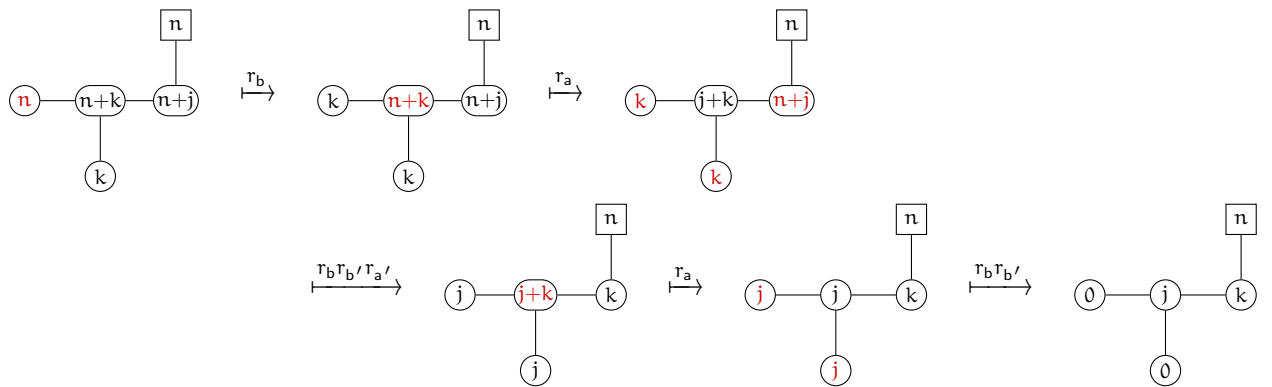 n n n
n n+k n+j r_b k n+k n+j r_a k j+k n+j
k k k
n n n
r_b r_b′ r_a′ j j+k k r_a j j k r_b r_b′ 0 j k
j j 0